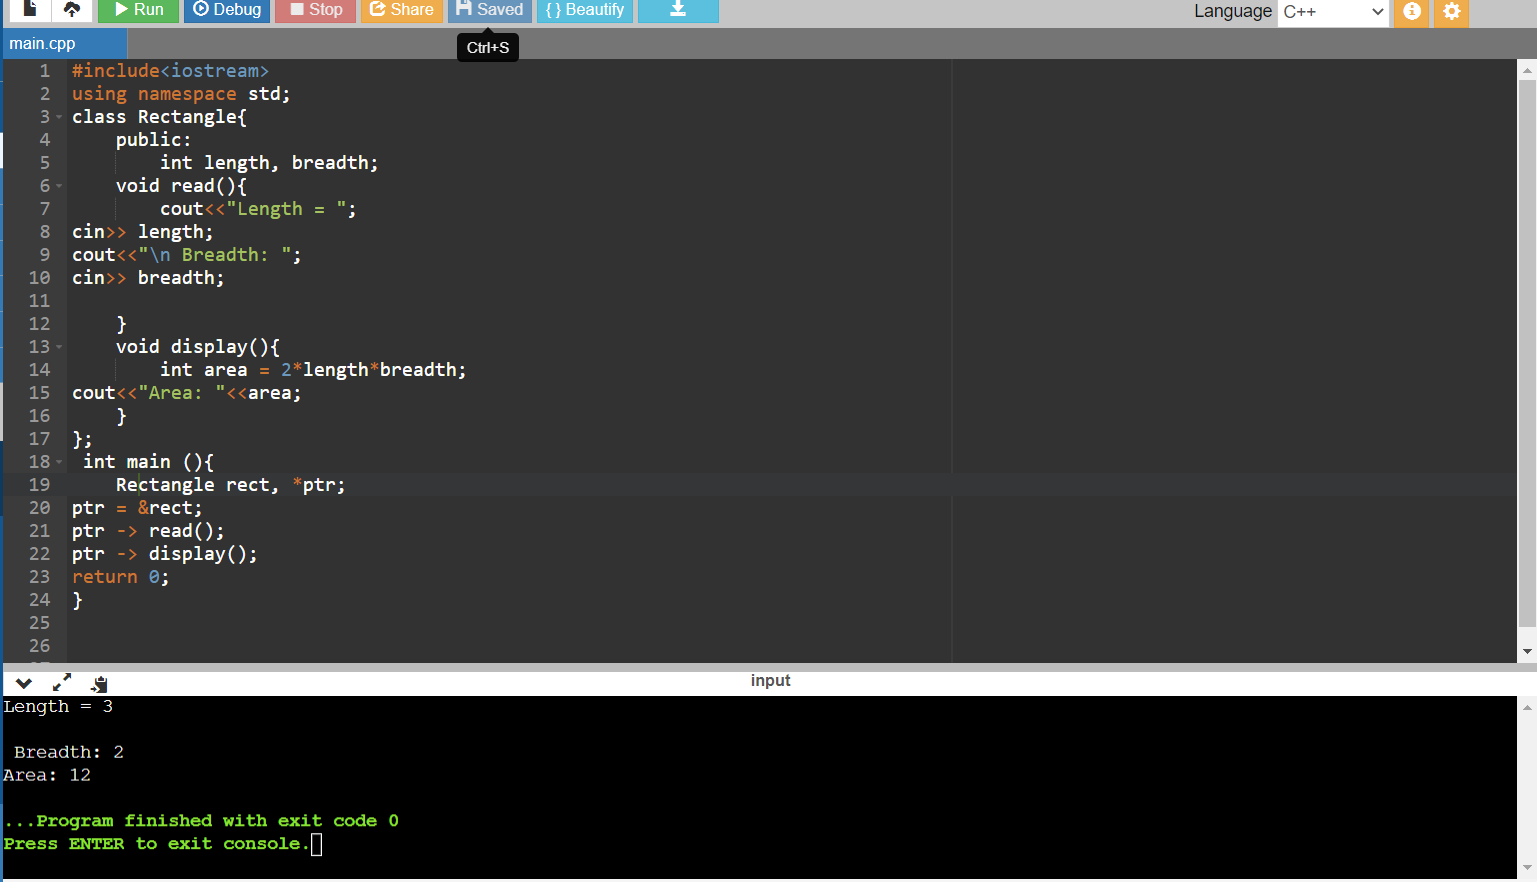 Run Debug Stop Share Saved {} Beautify Language C++
main.cpp
Ctrl+S
1 #include<iostream>
2 using namespace std;
3 class Rectangle{
4 public:
5 int length, breadth;
6 void read(){
7 cout<<"Length = ";
8 cin>> length;
9 cout<<"\n Breadth: ";
10 cin>> breadth;
11
12 }
13 void display(){
14 int area = 2*length*breadth;
15 cout<<"Area: "<<area;
16 }
17 };
18 int main (){
19 Rectangle rect, *ptr;
20 ptr = &rect;
21 ptr -> read();
22 ptr -> display();
23 return 0;
24 }
25
26
input
Length = 3
Breadth: 2
Area: 12
...Program finished with exit code 0
Press ENTER to exit console.